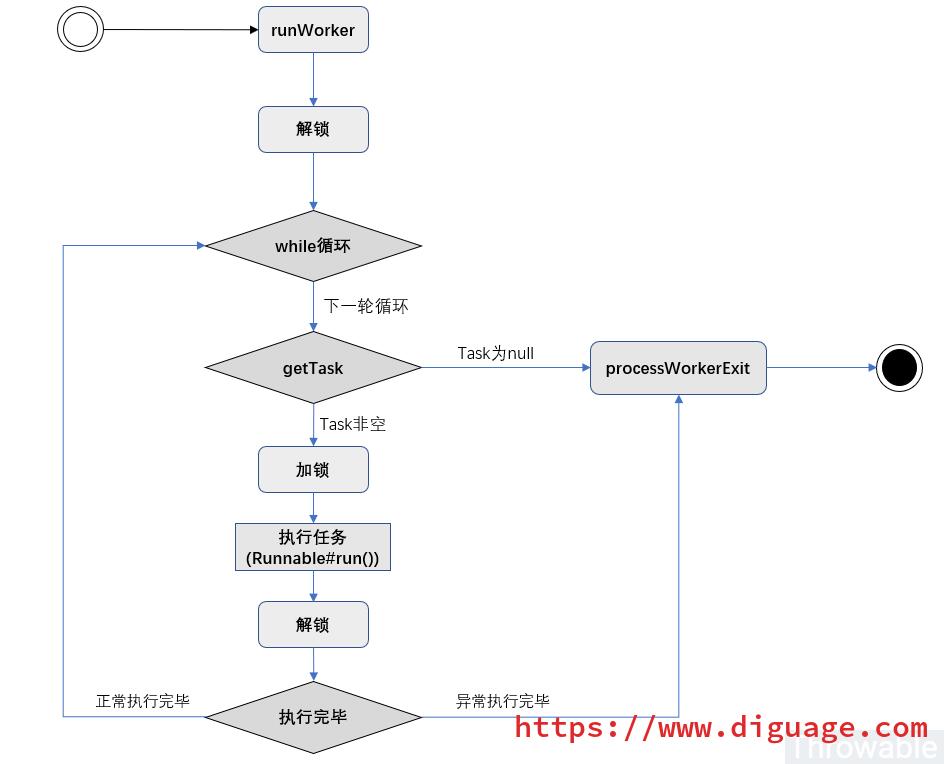 runWorker
解锁
while循环
下一轮循环
getTask
Task为null
processWorkerExit
Task非空
加锁
执行任务
(Runnable#run())
解锁
正常执行完毕
执行完毕
异常执行完毕
https://www.diguage.com
Throwable